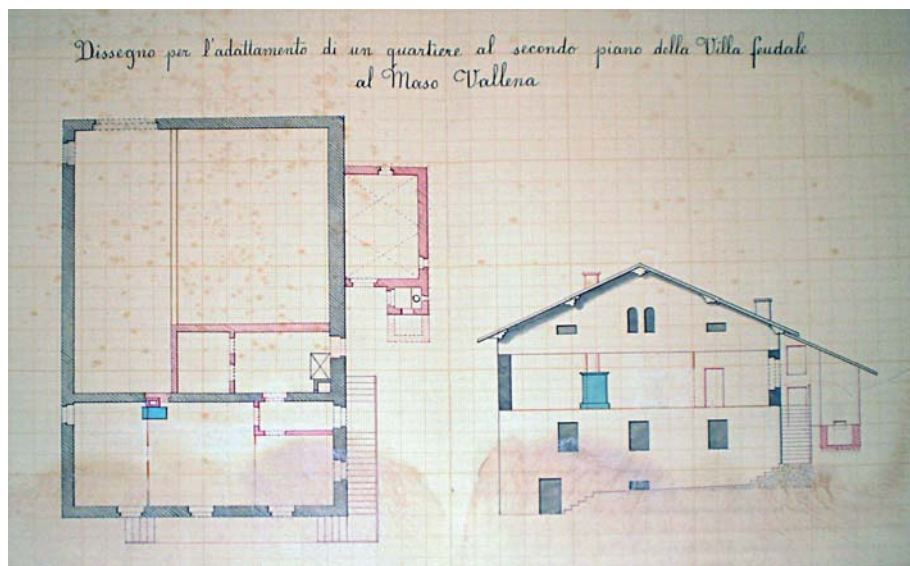 Dissegno per l'adattamento di un quartiere al secondo piano della Villa feudale
al Maso Vallena